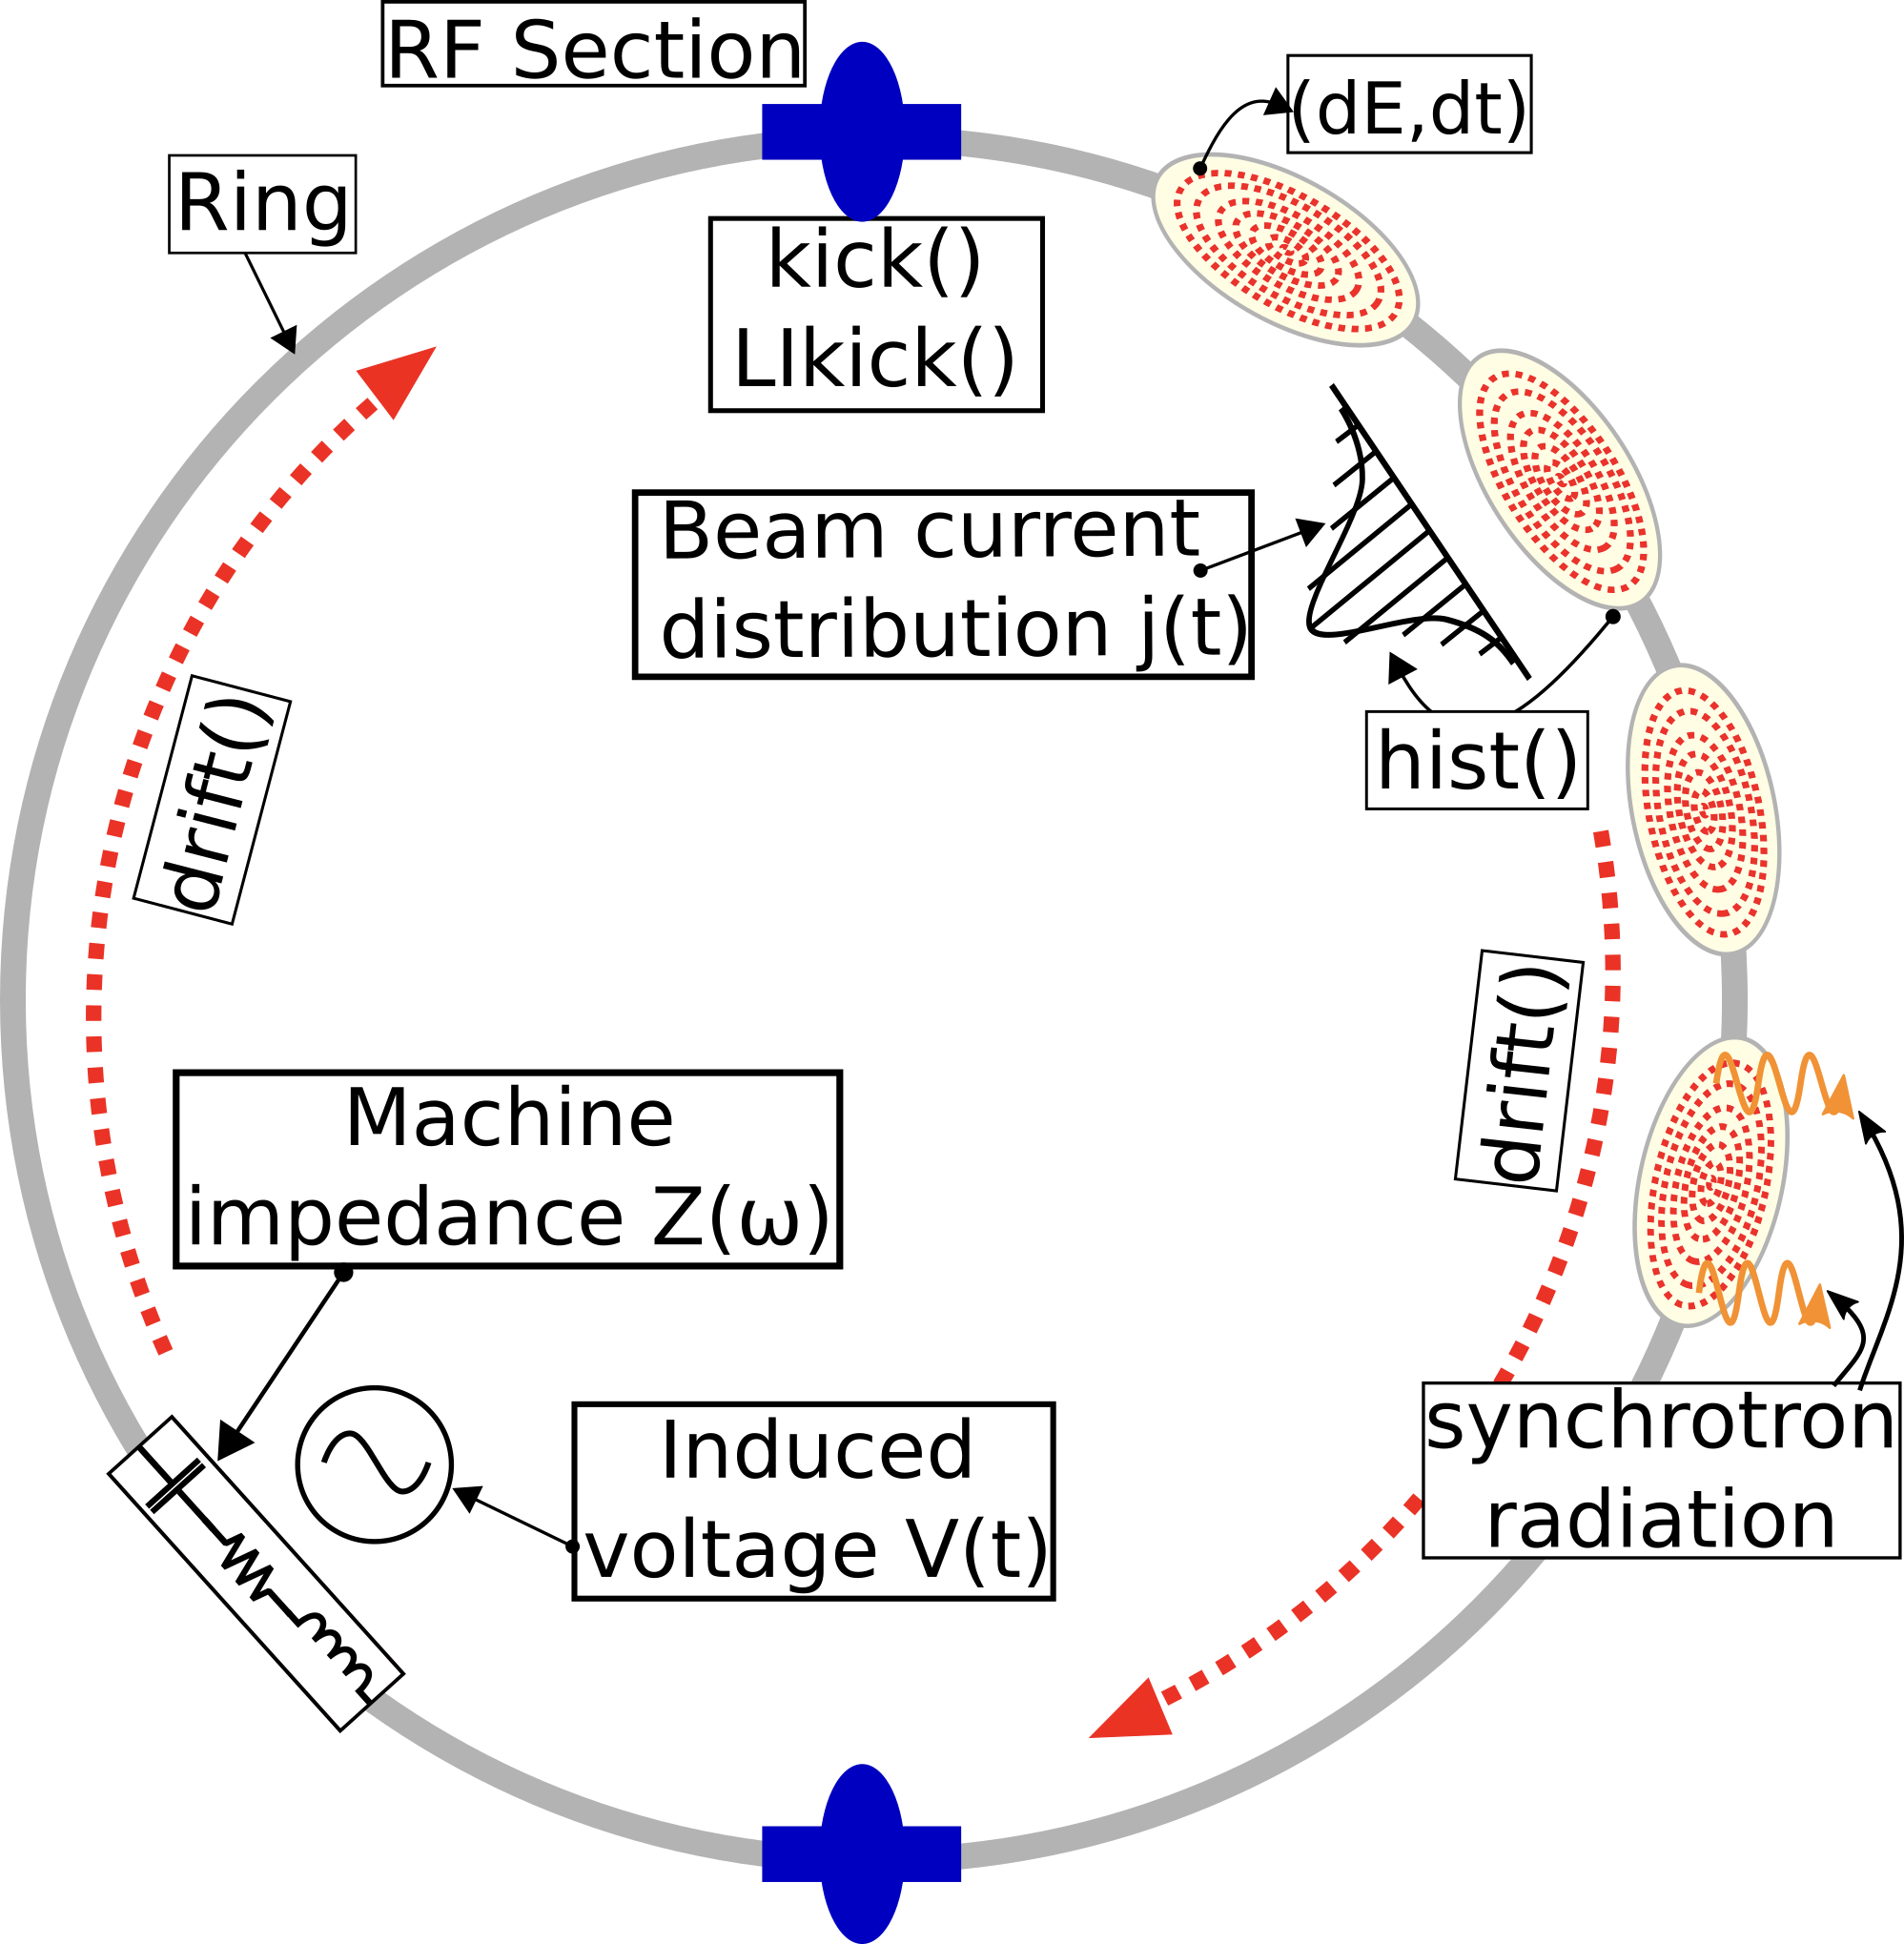 RF Section
(dE,dt)
Ring
kick()
LIkick()
Beam current
distribution j(t)
hist()
drift()
drift()
Machine
impedance Z(ω)
Induced
voltage V(t)
synchrotron
radiation